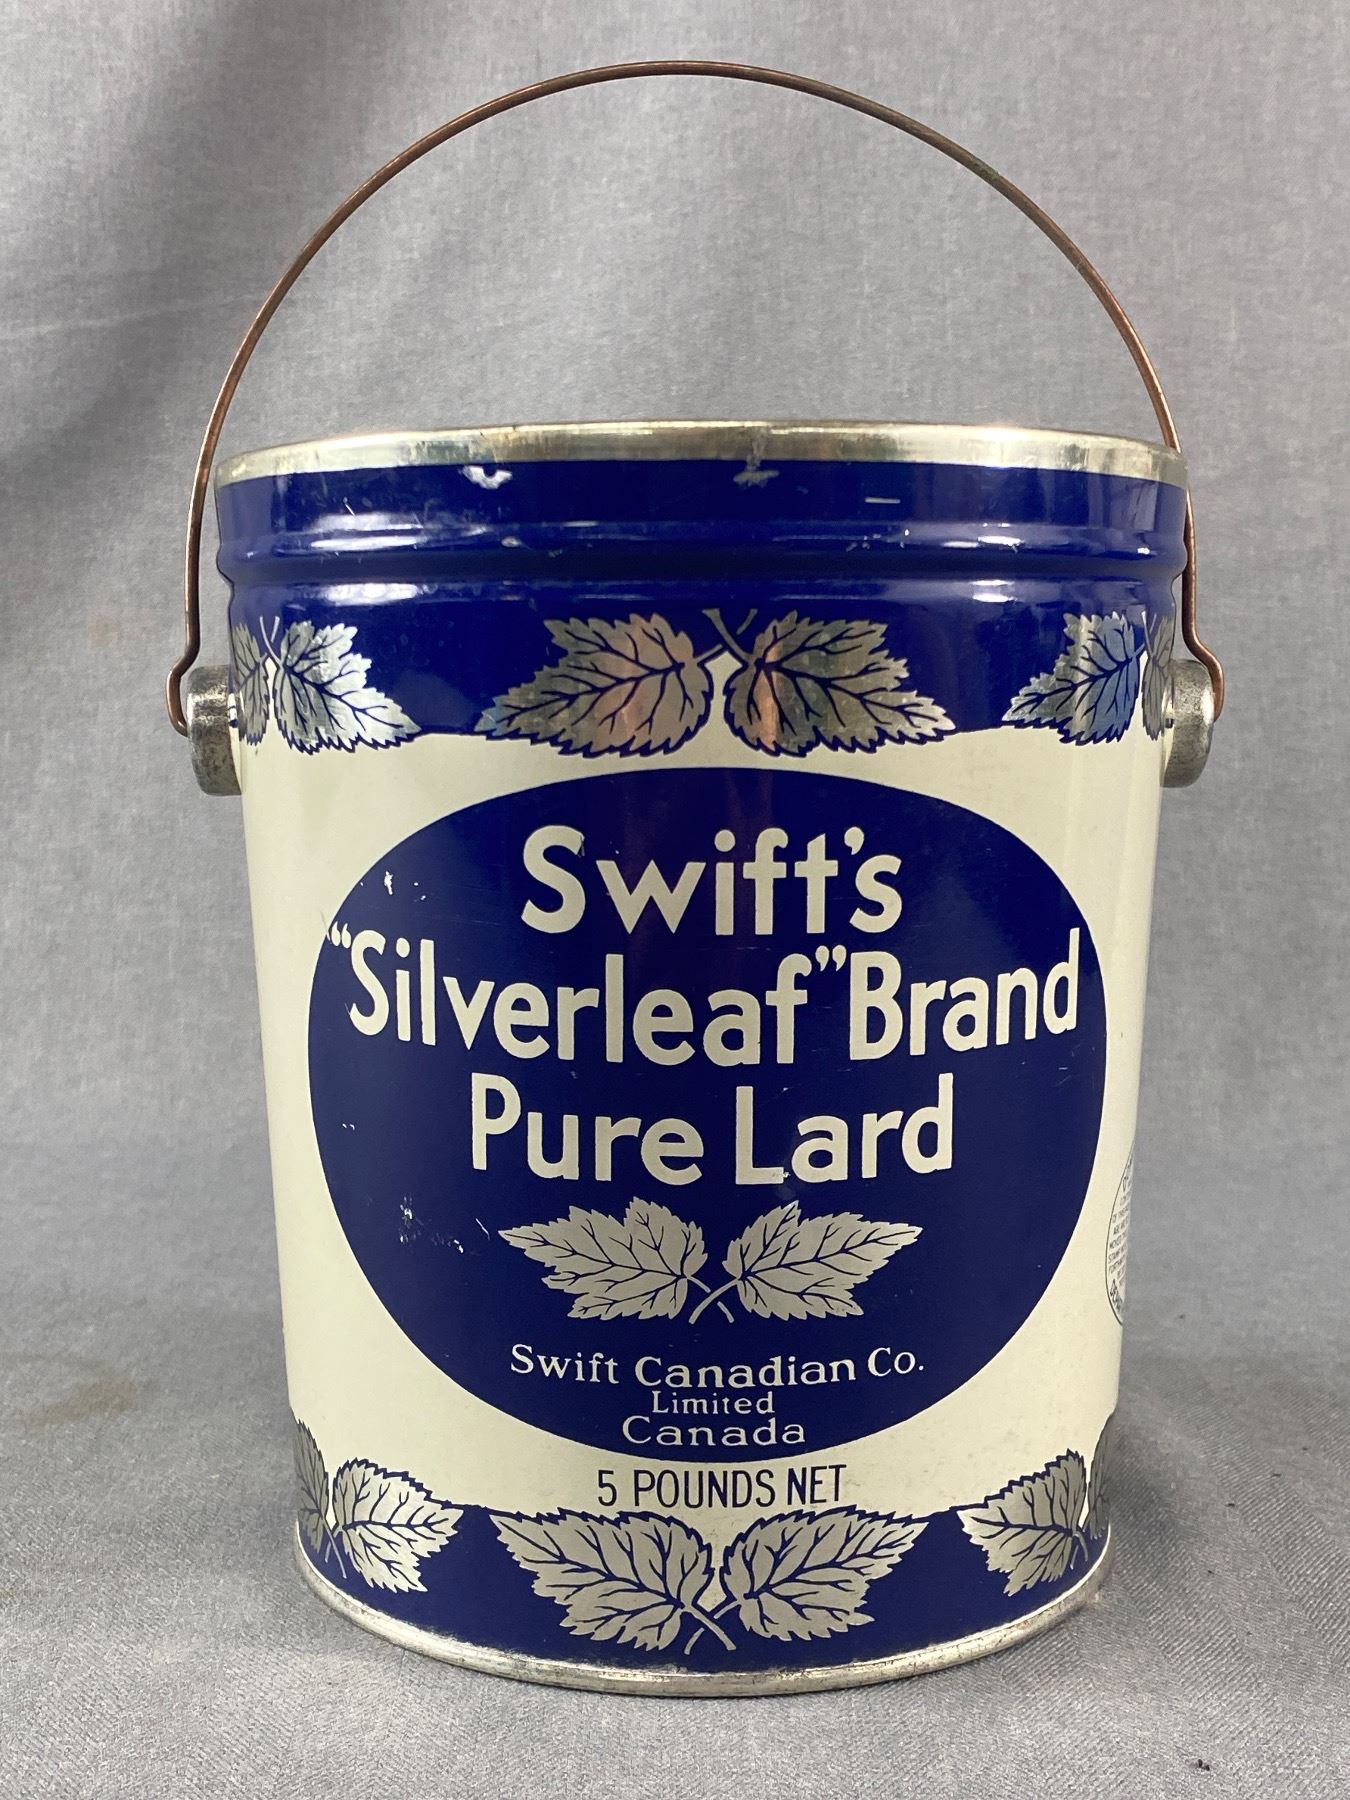 Swift's
"Silverleaf" Brand
Pure Lard
Swift Canadian Co.
Limited
Canada
5 POUNDS NET